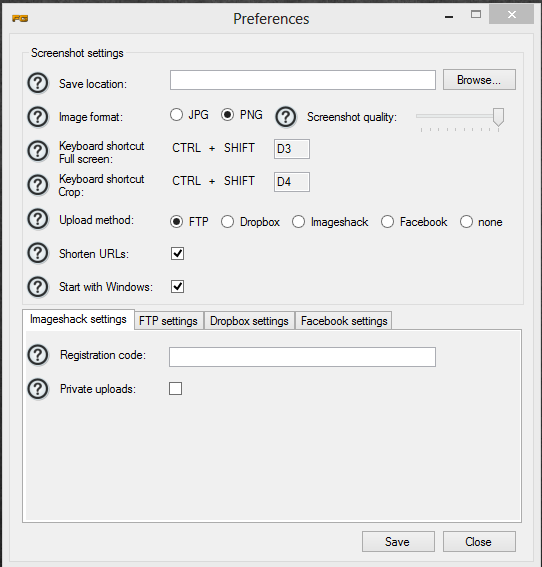 PG
Preferences
Screenshot settings
Save location:
Browse...
Image format:
JPG
PNG
Screenshot quality:
Keyboard shortcut
Full screen:
CTRL + SHIFT
D3
Keyboard shortcut
Crop:
CTRL + SHIFT
D4
Upload method:
FTP
Dropbox
Imageshack
Facebook
none
Shorten URLs:
Start with Windows:
Imageshack settings
FTP settings
Dropbox settings
Facebook settings
Registration code:
Private uploads:
Save
Close